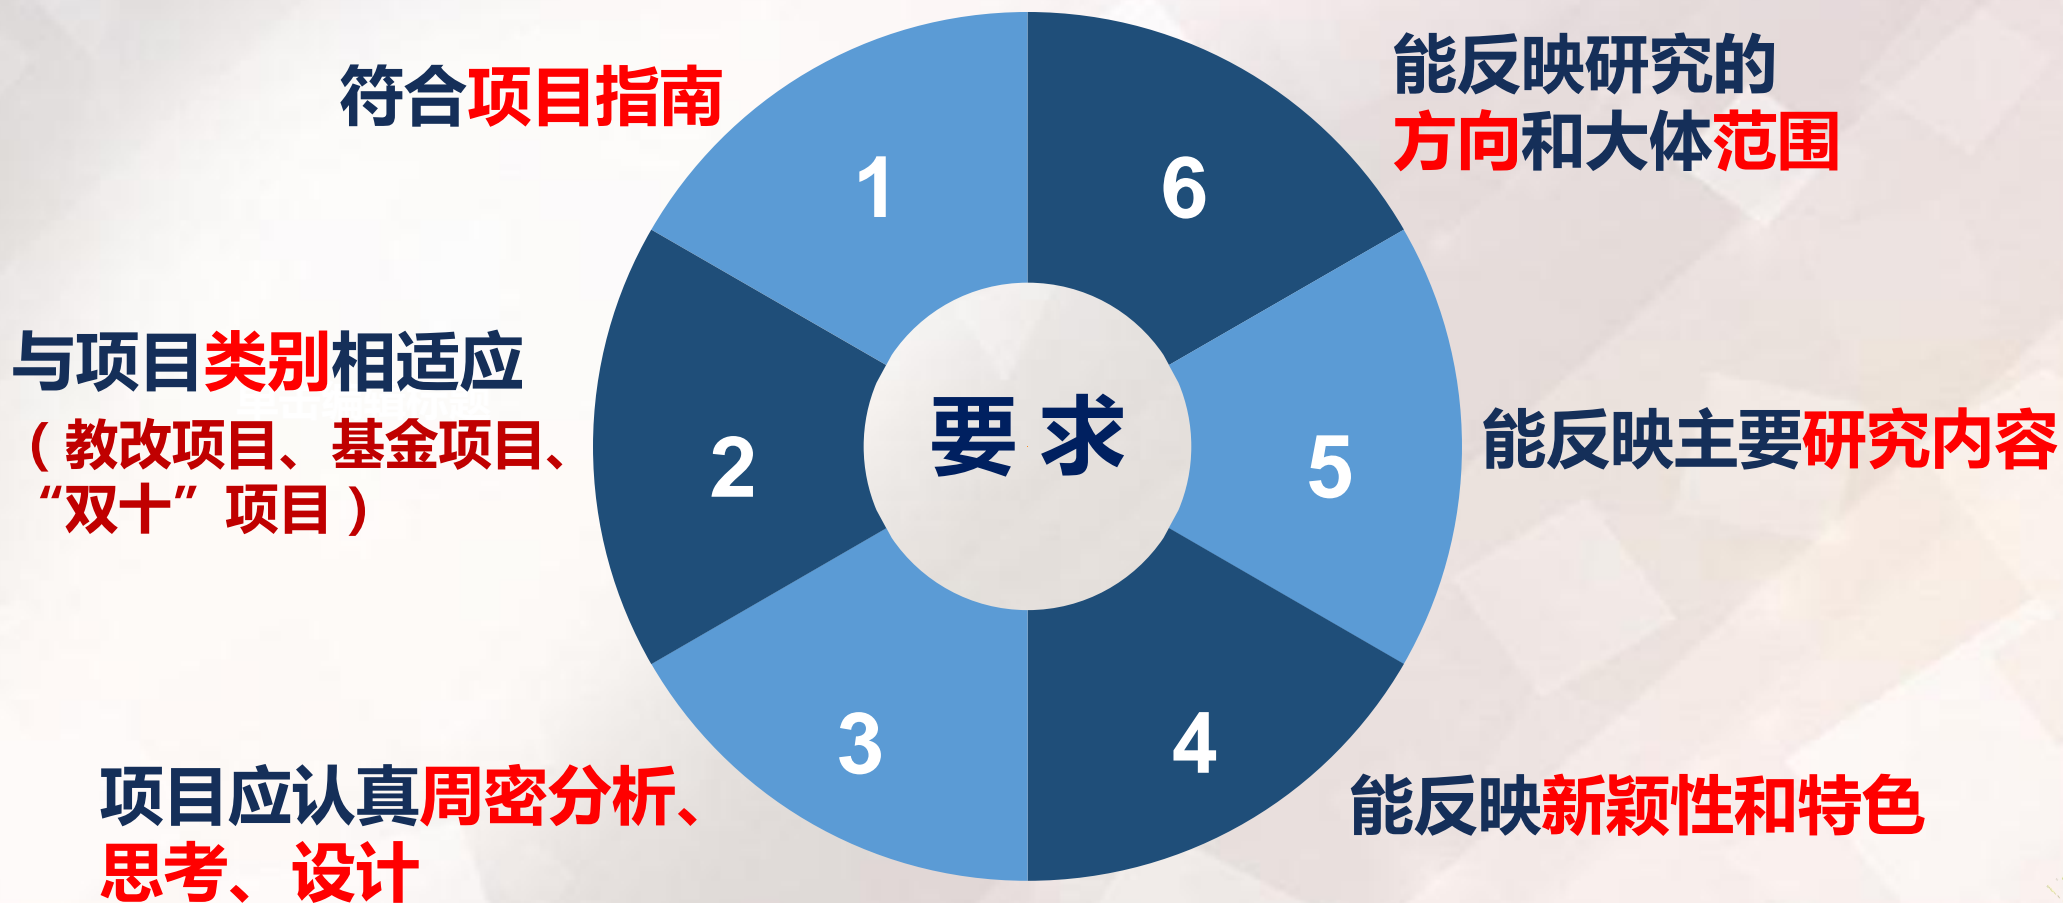 符合项目指南
1
与项目类别相适应
（教改项目、基金项目、
“双十”项目）
2
项目应认真周密分析、
思考、设计
3
要求
能反映研究的
方向和大体范围
6
能反映主要研究内容
5
能反映新颖性和特色
4